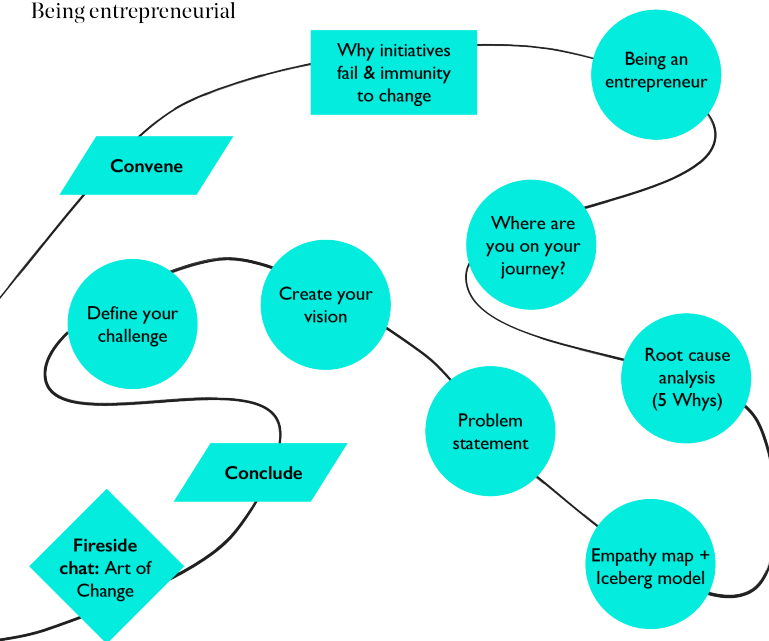 Being entrepreneurial
Convene
Why initiatives
fail & immunity
to change
Being an
entrepreneur
Where are
you on your
journey?
Root cause
analysis
(5 Whys)
Empathy map +
Iceberg model
Problem
statement
Create your
vision
Define your
challenge
Conclude
Fireside
chat: Art of
Change